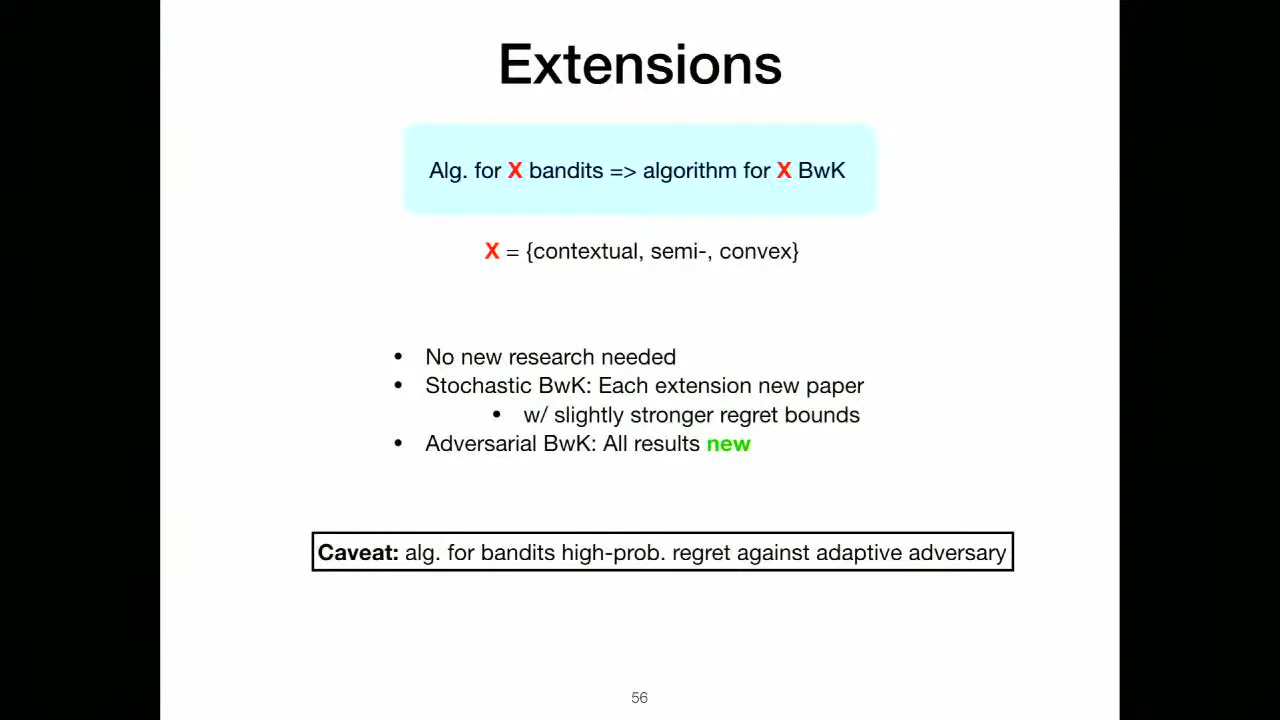 Extensions
Alg. for X bandits => algorithm for X BwK
X = {contextual, semi-, convex}
• No new research needed
• Stochastic BwK: Each extension new paper
• w/ slightly stronger regret bounds
• Adversarial BwK: All results new
Caveat: alg. for bandits high-prob. regret against adaptive adversary
56